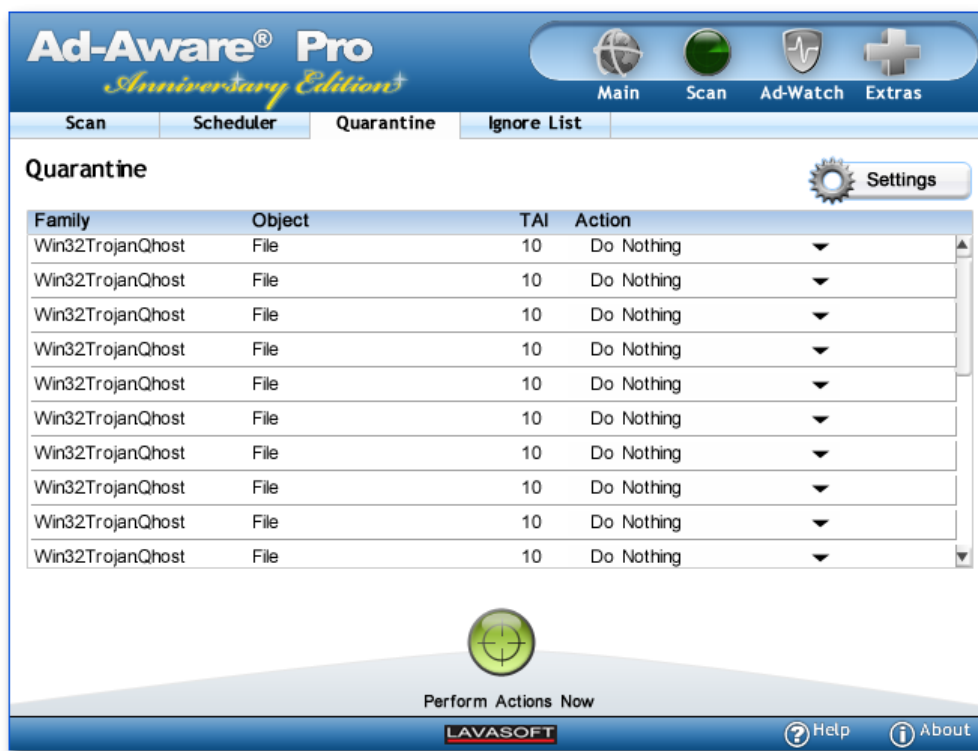 Ad-Aware® Pro
Anniversary Edition
Main Scan Ad-Watch Extras
Scan Scheduler Quarantine Ignore List
Quarantine
Settings
Family Object TAI Action
Win32TrojanQhost File 10 Do Nothing
Win32TrojanQhost File 10 Do Nothing
Win32TrojanQhost File 10 Do Nothing
Win32TrojanQhost File 10 Do Nothing
Win32TrojanQhost File 10 Do Nothing
Win32TrojanQhost File 10 Do Nothing
Win32TrojanQhost File 10 Do Nothing
Win32TrojanQhost File 10 Do Nothing
Win32TrojanQhost File 10 Do Nothing
Win32TrojanQhost File 10 Do Nothing
Perform Actions Now
LAVASOFT Help About